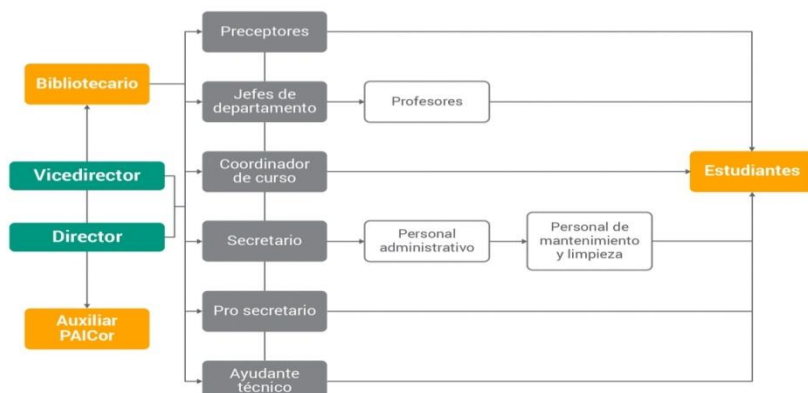 Preceptores
Bibliotecario
Jefes de
departamento
Profesores
Vicedirector
Coordinador
de curso
Estudiantes
Director
Secretario
Personal
administrativo
Personal de
mantenimiento
y limpieza
Auxiliar
PAICor
Pro secretario
Ayudante
técnico